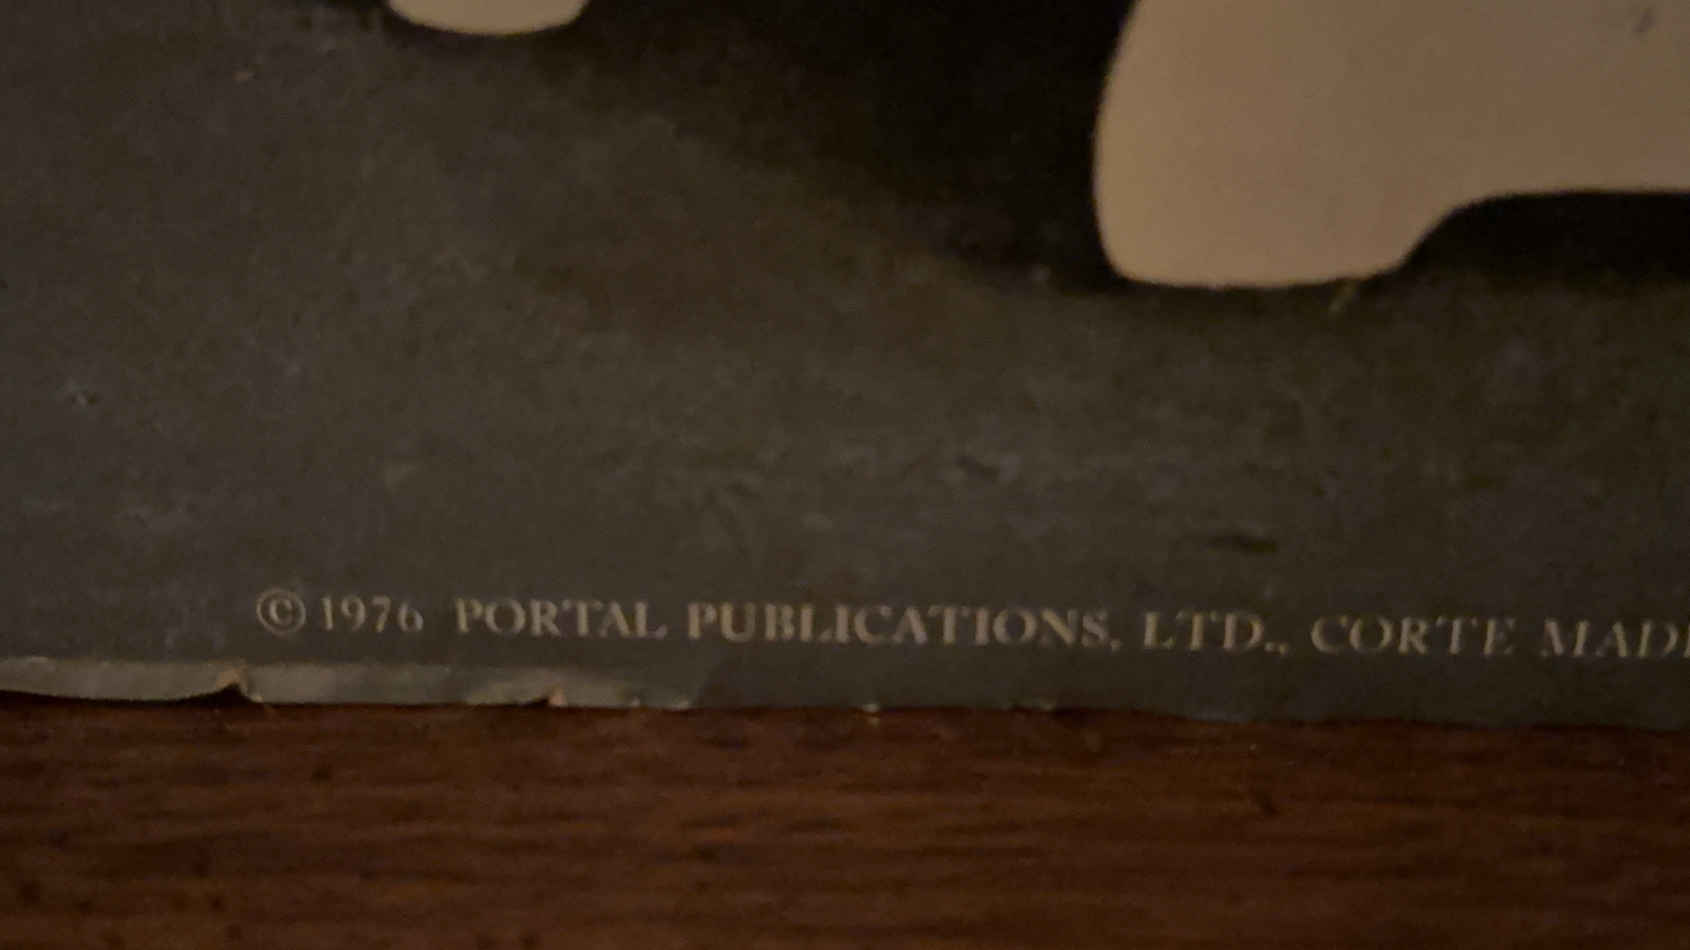 © 1976 PORTAL PUBLICATIONS, LTD., CORTE